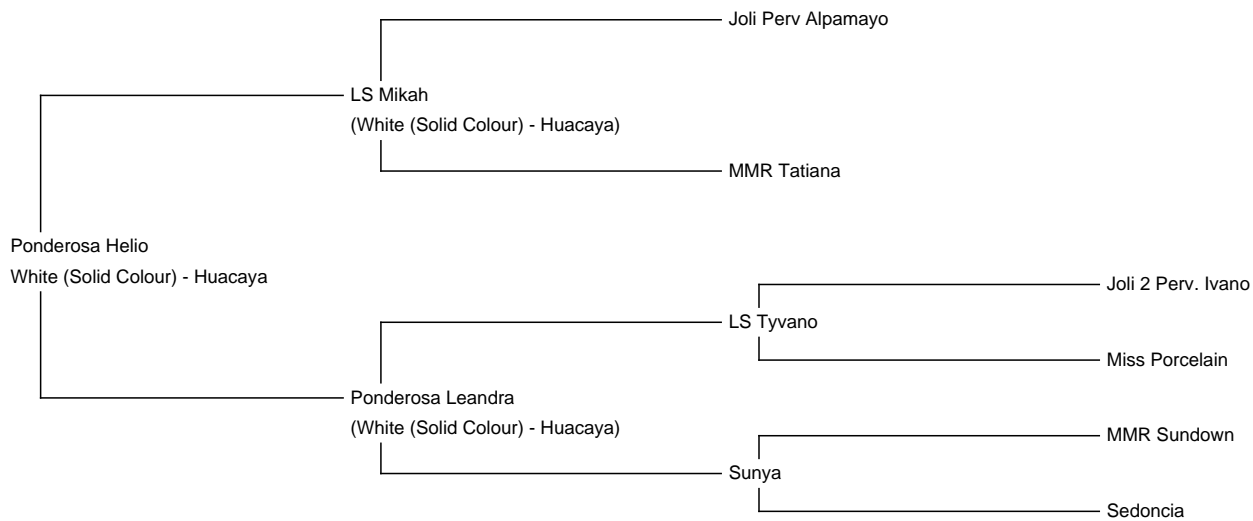 Joli Perv Alpamayo
LS Mikah
(White (Solid Colour) - Huacaya)
MMR Tatiana
Ponderosa Helio
White (Solid Colour) - Huacaya
Joli 2 Perv. Ivano
LS Tyvano
Miss Porcelain
Ponderosa Leandra
(White (Solid Colour) - Huacaya)
MMR Sundown
Sunya
Sedoncia